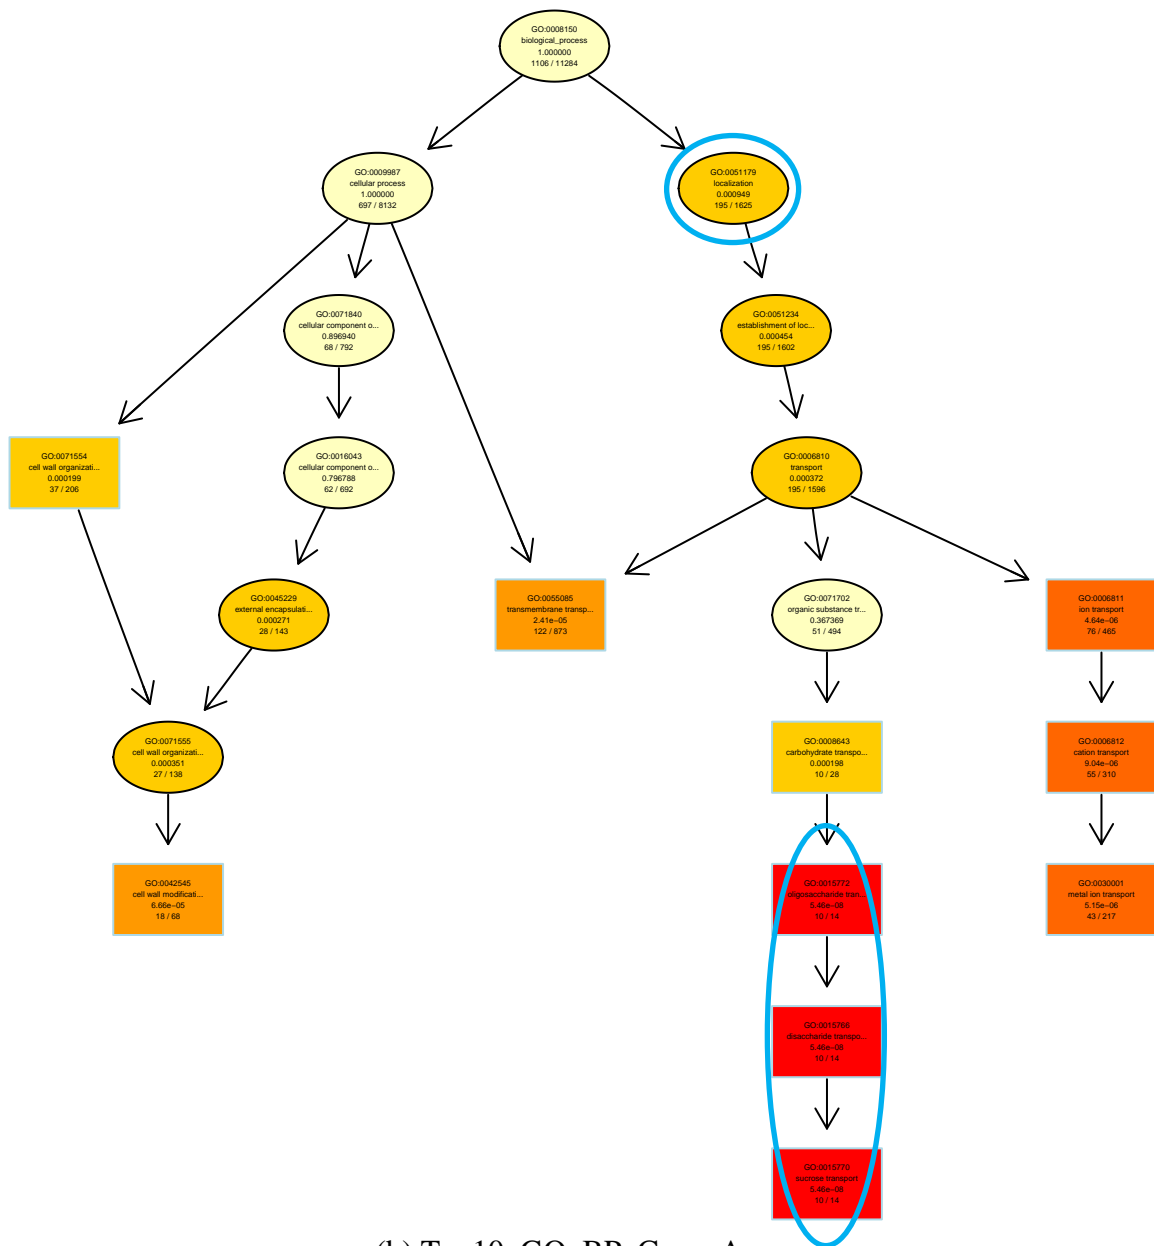 GO:0008150
biological_process
1.000000
1106 / 11284
GO:0009987
cellular process
1.000000
697 / 8132
GO:0051179
localization
0.000949
195 / 1625
GO:0071840
cellular component o...
0.896940
68 / 792
GO:0051234
establishment of loc...
0.000454
195 / 1602
GO:0071554
cell wall organizati...
0.000199
37 / 206
GO:0016043
cellular component o...
0.796788
62 / 692
GO:0006810
transport
0.000372
195 / 1596
GO:0045229
external encapsulati...
0.000271
28 / 143
GO:0055085
transmembrane transp...
2.41e−05
122 / 873
GO:0071702
organic substance tr...
0.367369
51 / 494
GO:0006811
ion transport
4.64e−06
76 / 465
GO:0071555
cell wall organizati...
0.000351
27 / 138
GO:0008643
carbohydrate transpo...
0.000198
10 / 28
GO:0006812
cation transport
9.04e−06
55 / 310
GO:0042545
cell wall modificati...
6.66e−05
18 / 68
GO:0015772
oligosaccharide tran...
5.46e−08
10 / 14
GO:0030001
metal ion transport
5.15e−06
43 / 217
GO:0015766
disaccharide transpo...
5.46e−08
10 / 14
GO:0015770
sucrose transport
5.46e−08
10 / 14